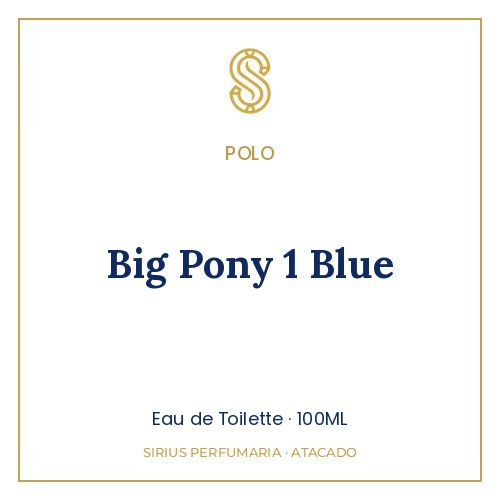 S
POLO
Big Pony 1 Blue
Eau de Toilette · 100ML
SIRIUS PERFUMARIA · ATACADO